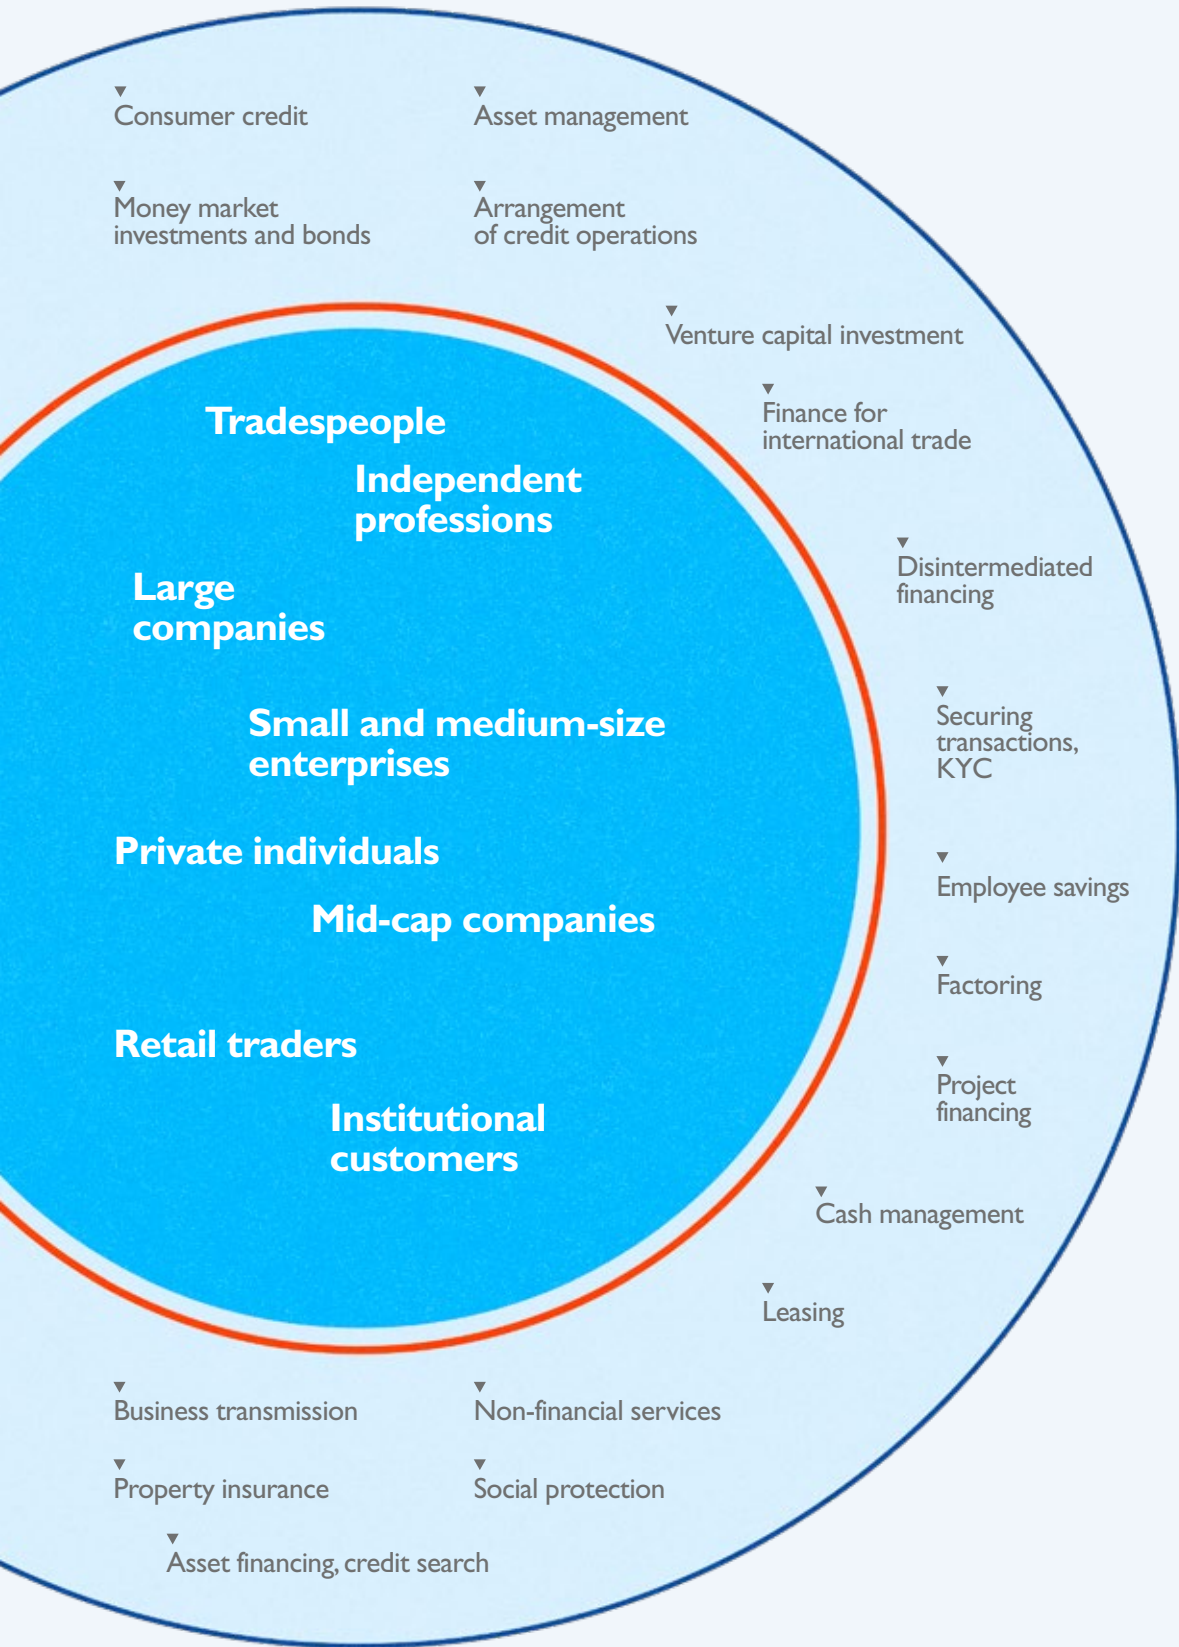 Consumer credit
Asset management
Money market
investments and bonds
Arrangement
of credit operations
Venture capital investment
Finance for
international trade
Tradespeople
Independent
professions
Disintermediated
financing
Large
companies
Securing
transactions,
KYC
Small and medium-size
enterprises
Private individuals
Employee savings
Mid-cap companies
Factoring
Retail traders
Project
financing
Institutional
customers
Cash management
Leasing
Business transmission
Non-financial services
Property insurance
Social protection
Asset financing, credit search